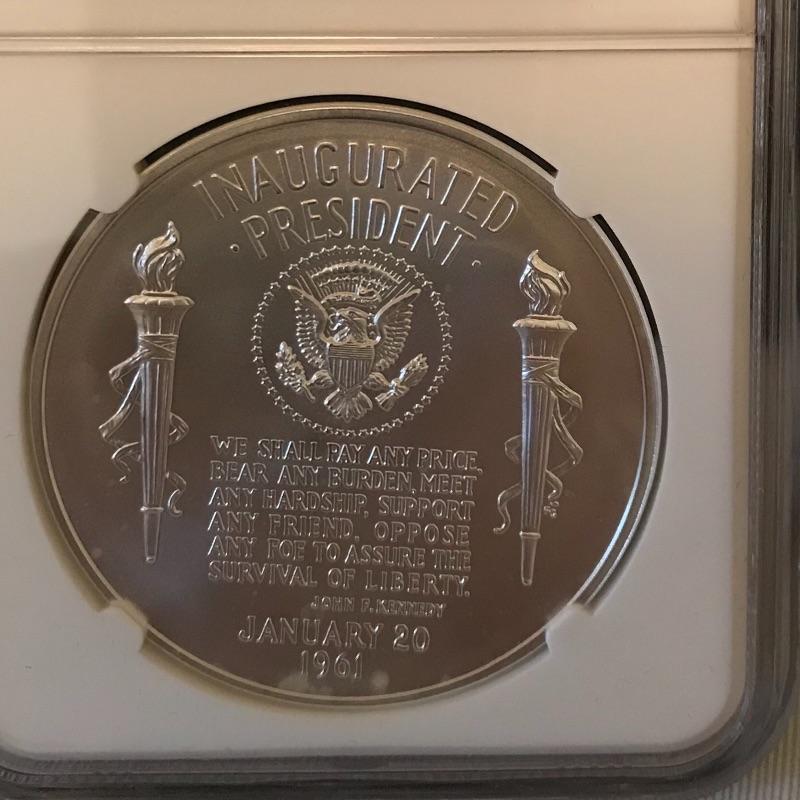 INAUGURATED
· PRESIDENT ·
WE SHALL PAY ANY PRICE,
BEAR ANY BURDEN, MEET
ANY HARDSHIP, SUPPORT
ANY FRIEND, OPPOSE
ANY FOE TO ASSURE THE
SURVIVAL OF LIBERTY.
JOHN F. KENNEDY
JANUARY 20
1961